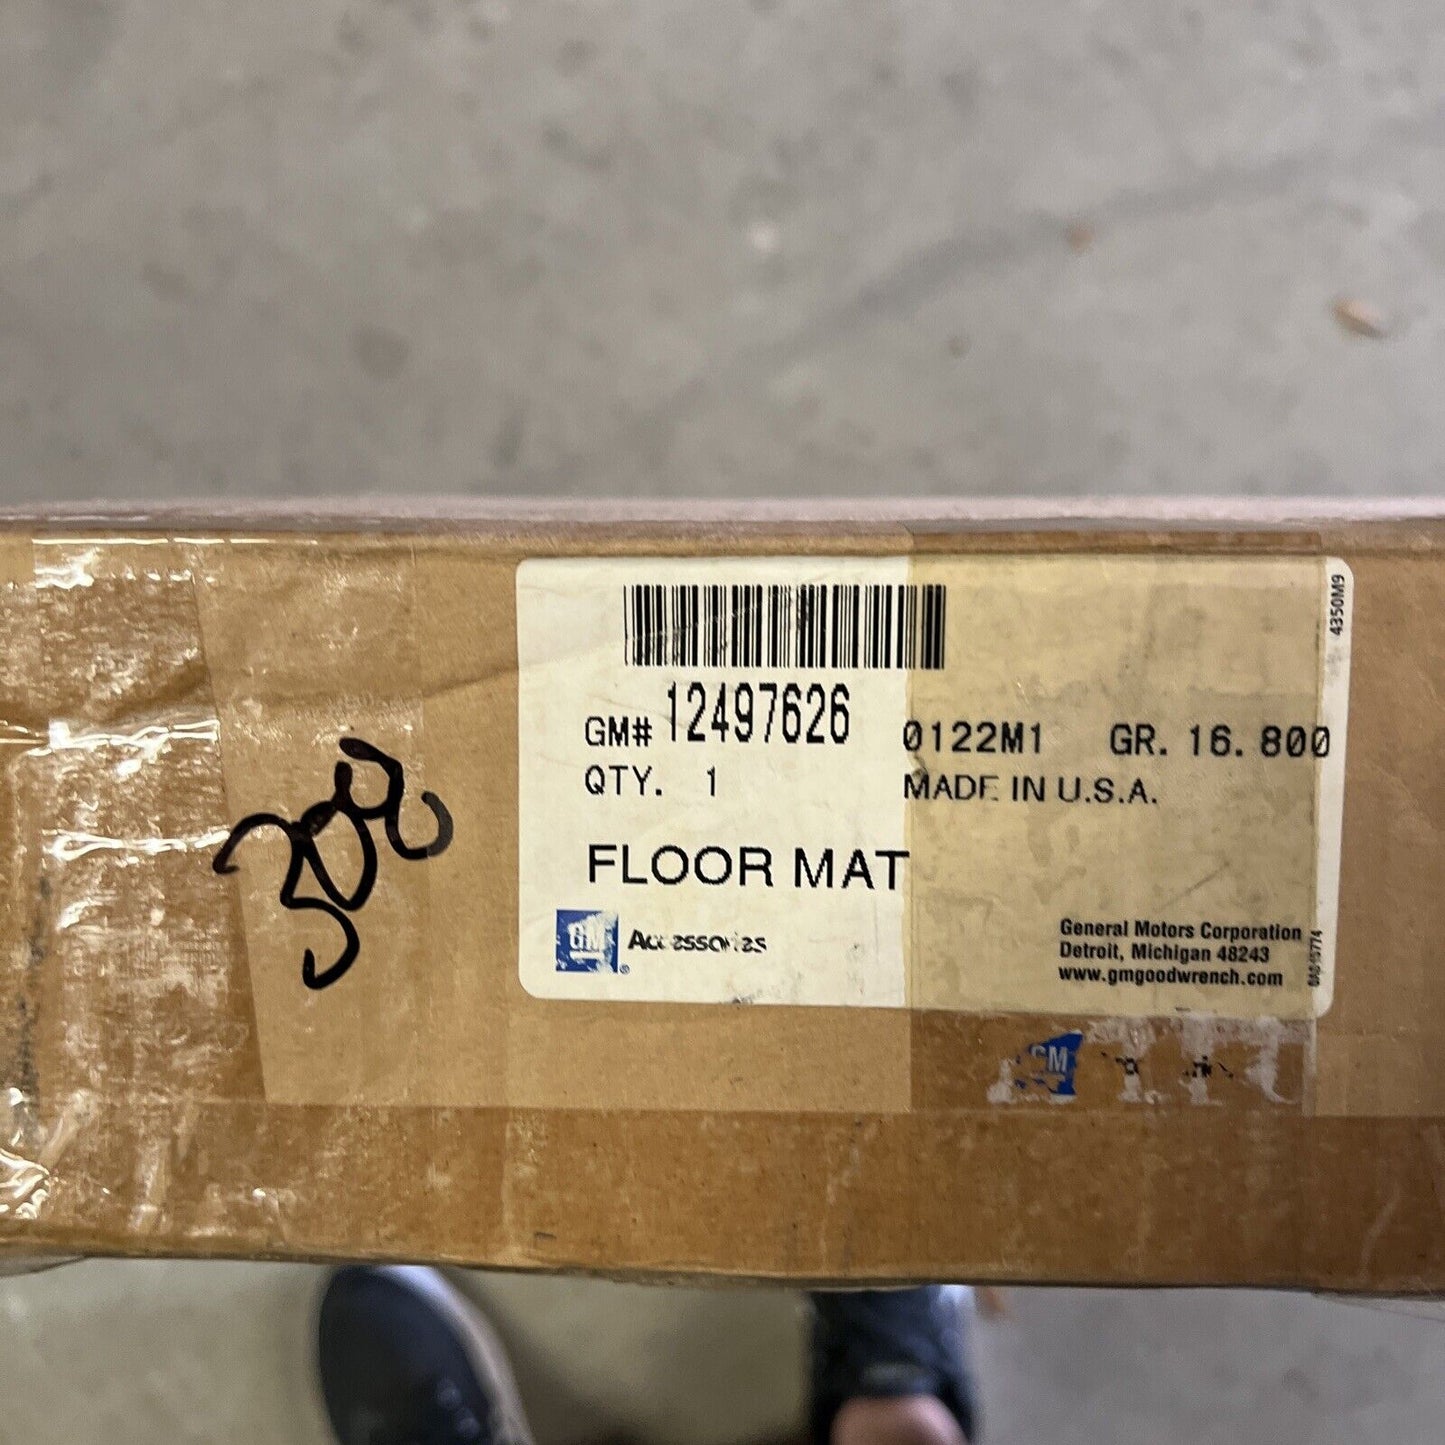 4350M9
GM# 12497626 0122M1 GR. 16.800
QTY. 1 MADE IN U.S.A.
FLOOR MAT
GM Accessories
General Motors Corporation
Detroit, Michigan 48243
www.gmgoodwrench.com
GM